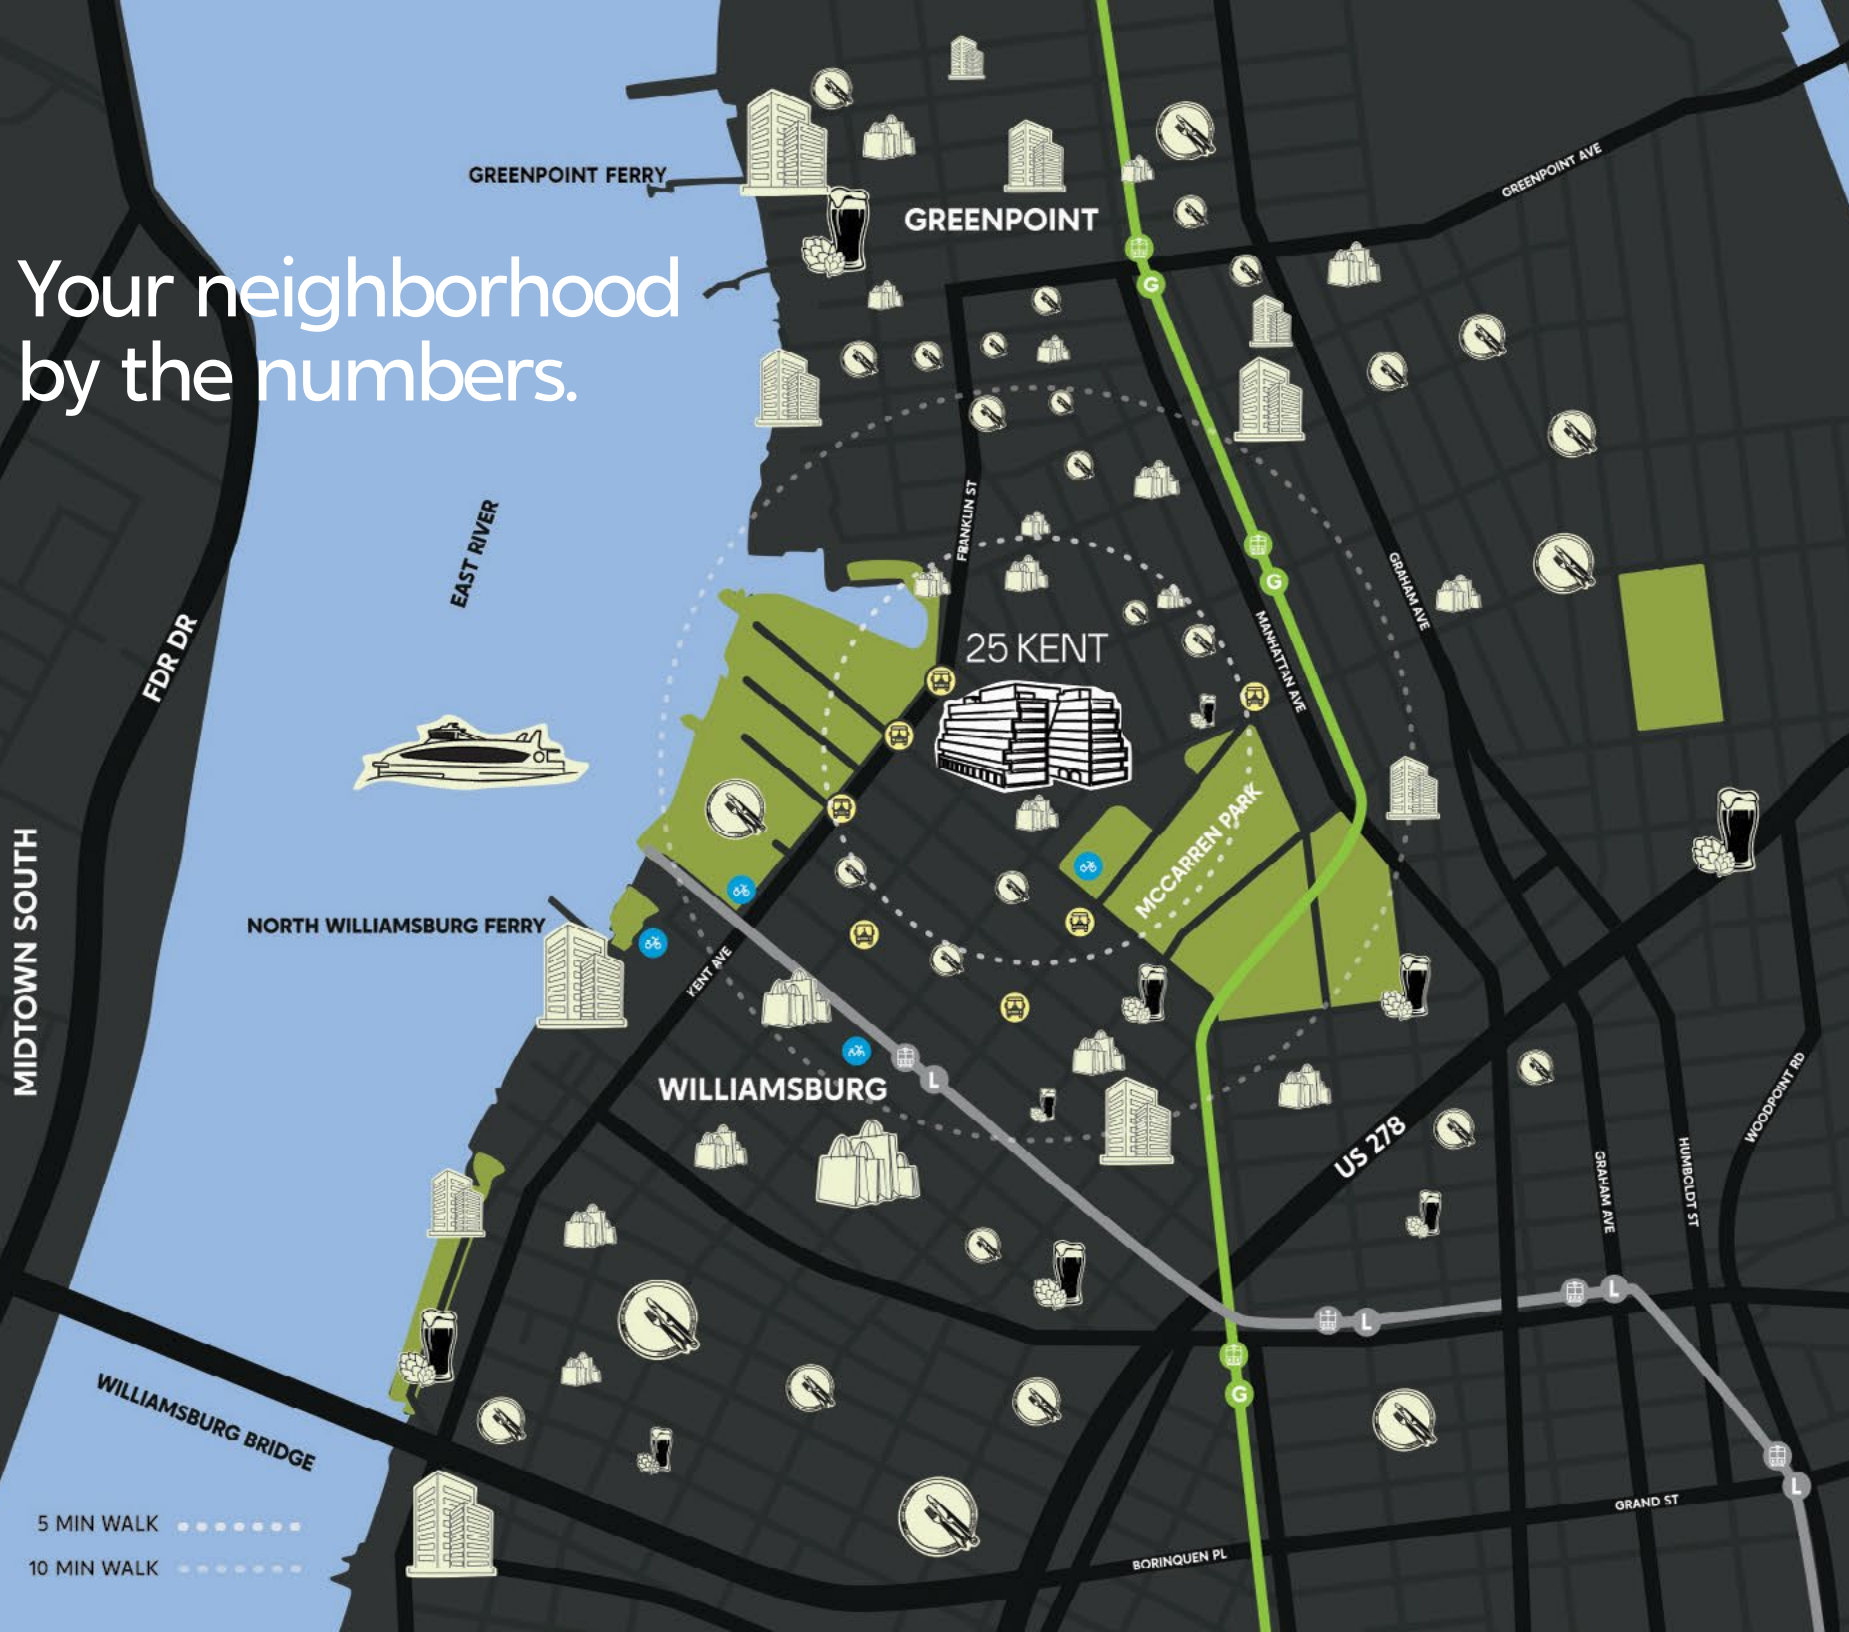 GREENPOINT FERRY
GREENPOINT
GREENPOINT AVE
G
Your neighborhood
by the numbers.
EAST RIVER
FRANKLIN ST
G
GRAHAM AVE
MANHATTAN AVE
FDR DR
25 KENT
MCCARREN PARK
MIDTOWN SOUTH
NORTH WILLIAMSBURG FERRY
KENT AVE
WILLIAMSBURG
L
US 278
WOODPOINT RD
GRAHAM AVE
HUMBOLDT ST
L
L
G
WILLIAMSBURG BRIDGE
L
GRAND ST
BORINQUEN PL
5 MIN WALK
10 MIN WALK